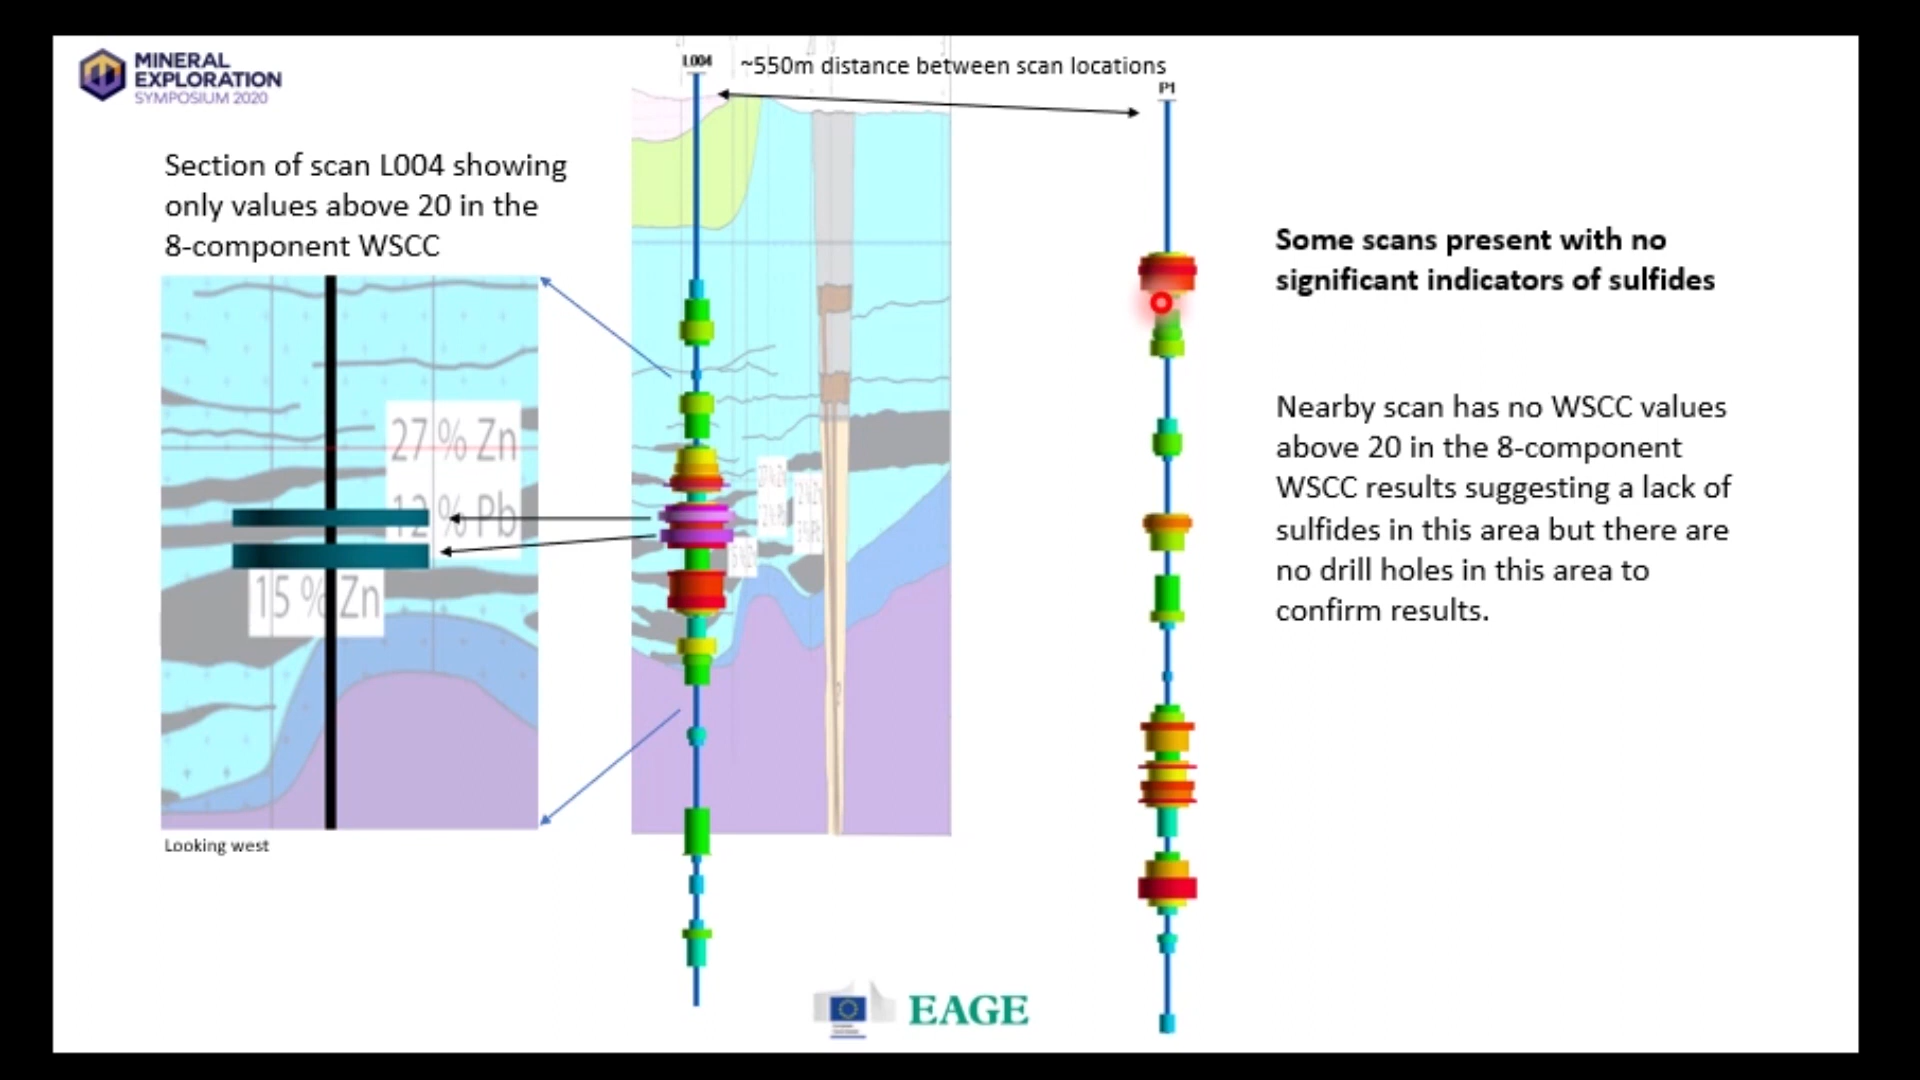 MINERAL
EXPLORATION
SYMPOSIUM 2020
L004
~550m distance between scan locations
P1
Section of scan L004 showing
only values above 20 in the
8-component WSCC
27 % Zn
12 % Pb
15 % Zn
Looking west
Some scans present with no
significant indicators of sulfides
Nearby scan has no WSCC values
above 20 in the 8-component
WSCC results suggesting a lack of
sulfides in this area but there are
no drill holes in this area to
confirm results.
EAGE